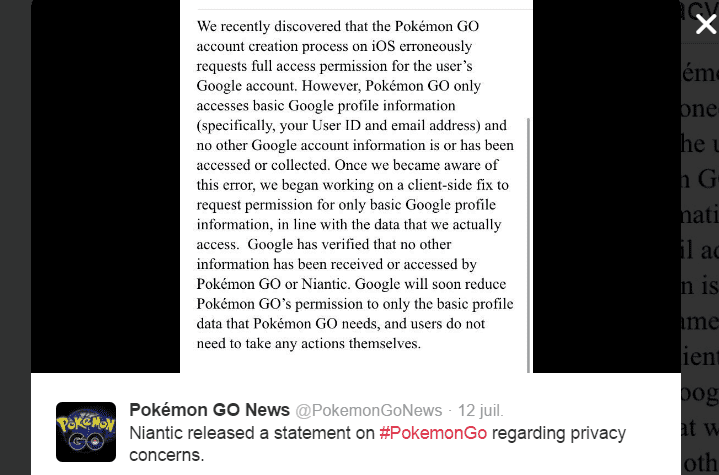 We recently discovered that the Pokémon GO
account creation process on iOS erroneously
requests full access permission for the user's
Google account. However, Pokémon GO only
accesses basic Google profile information
(specifically, your User ID and email address) and
no other Google account information is or has been
accessed or collected. Once we became aware of
this error, we began working on a client-side fix to
request permission for only basic Google profile
information, in line with the data that we actually
access. Google has verified that no other
information has been received or accessed by
Pokémon GO or Niantic. Google will soon reduce
Pokémon GO's permission to only the basic profile
data that Pokémon GO needs, and users do not
need to take any actions themselves.
POKéMON
GO
Pokémon GO News @PokemonGoNews · 12 juil.
Niantic released a statement on #PokemonGo regarding privacy
concerns.